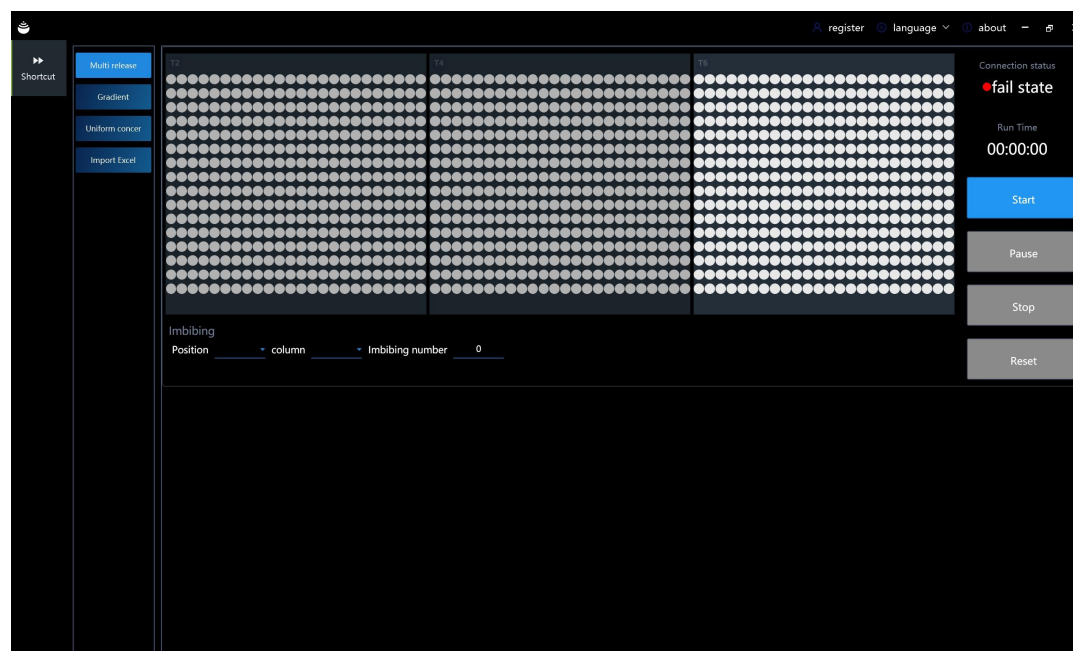 register language about
Shortcut
Multi release
Gradient
Uniform concer
Import Excel
T2 T4 T6
Imbibing
Position column Imbibing number 0
Connection status
fail state
Run Time
00:00:00
Start
Pause
Stop
Reset